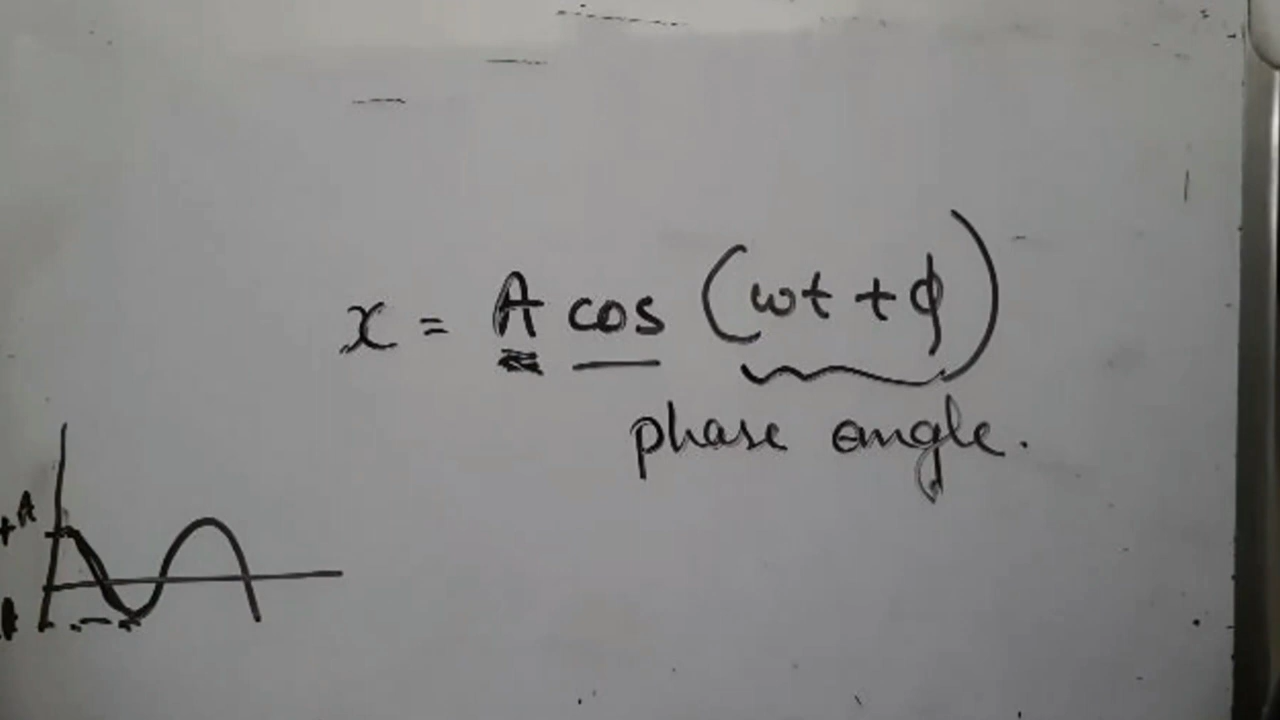 x = A cos (ωt + ϕ)
phase angle.
+A